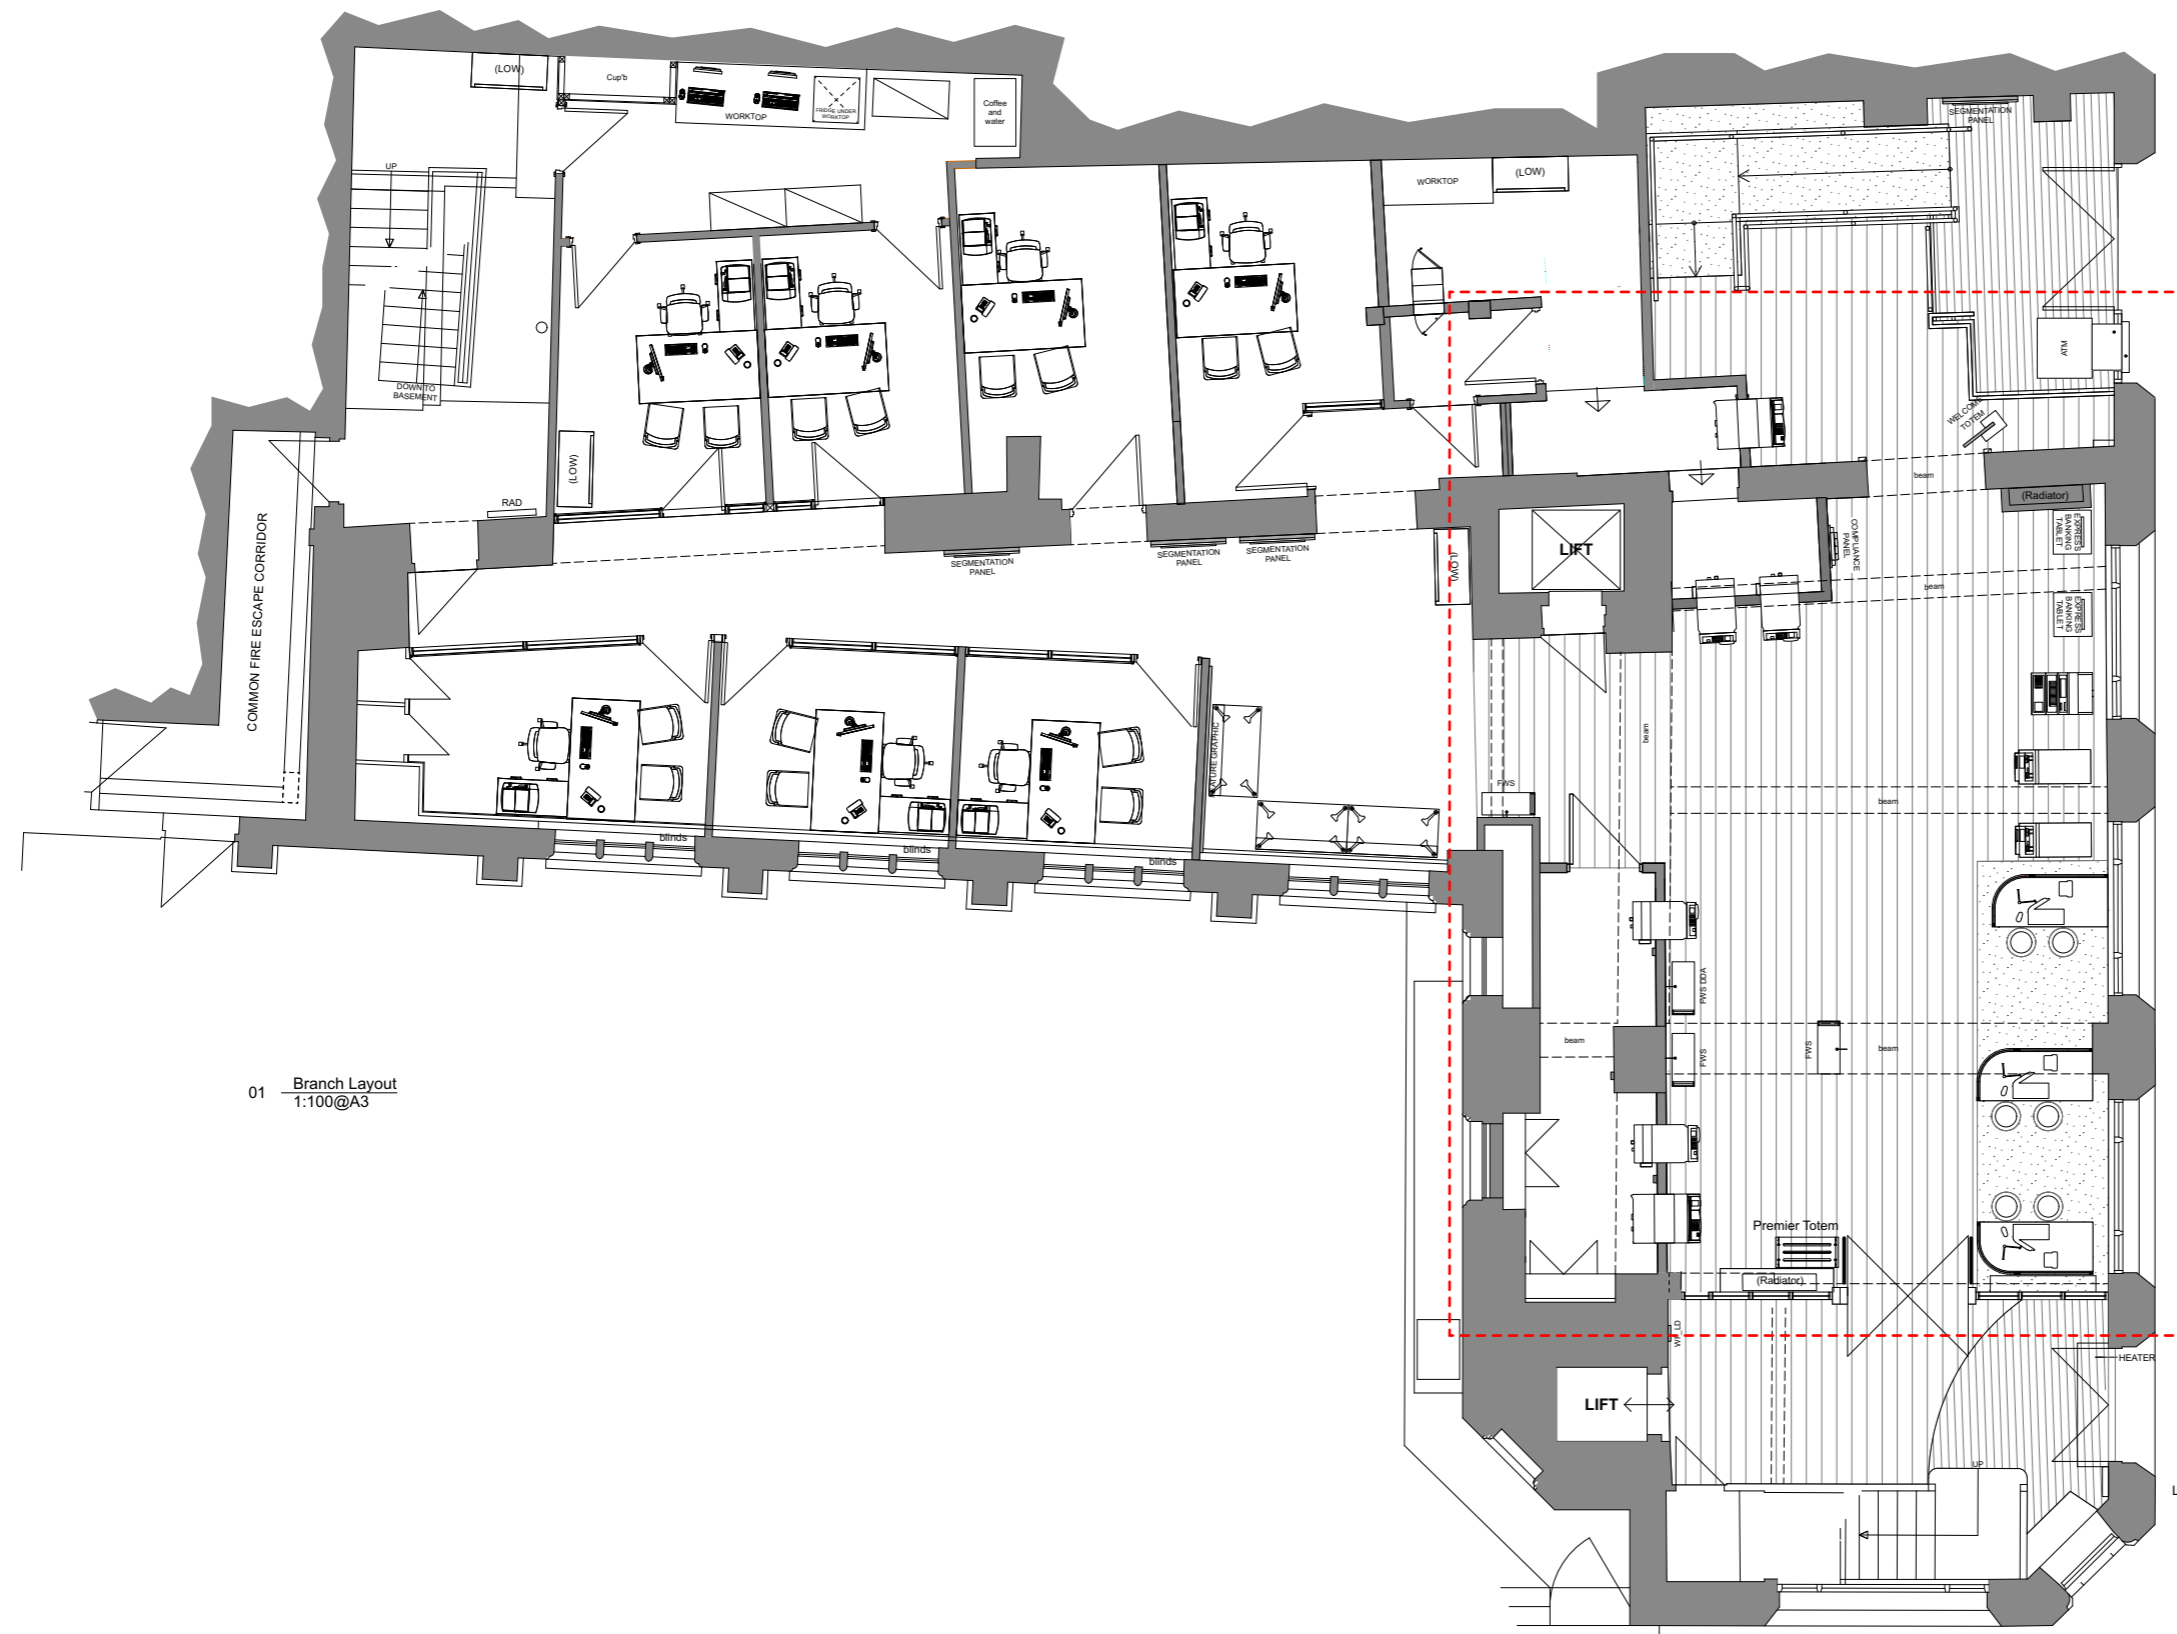 (LOW)
Cup'b
WORKTOP
FRIDGE UNDER
WORKTOP
Coffee
and
water
SEGMENTATION
PANEL
UP
WORKTOP
(LOW)
DOWN TO
BASEMENT
ATM
WELCOME
TOTEM
(LOW)
RAD
beam
(Radiator)
COMMON FIRE ESCAPE CORRIDOR
SEGMENTATION
PANEL
SEGMENTATION
PANEL
SEGMENTATION
PANEL
(LOW)
LIFT
COMPLIANCE
PANEL
EXPRESS
BANKING
TABLET
beam
EXPRESS
BANKING
TABLET
beam
ATURE GRAPHIC
FWS
beam
blinds
blinds
blinds
FWS DDA
beam
FWS
FWS
beam
01
Branch Layout
1:100@A3
Premier Totem
(Radiator)
HEATER
LIFT
UP
L